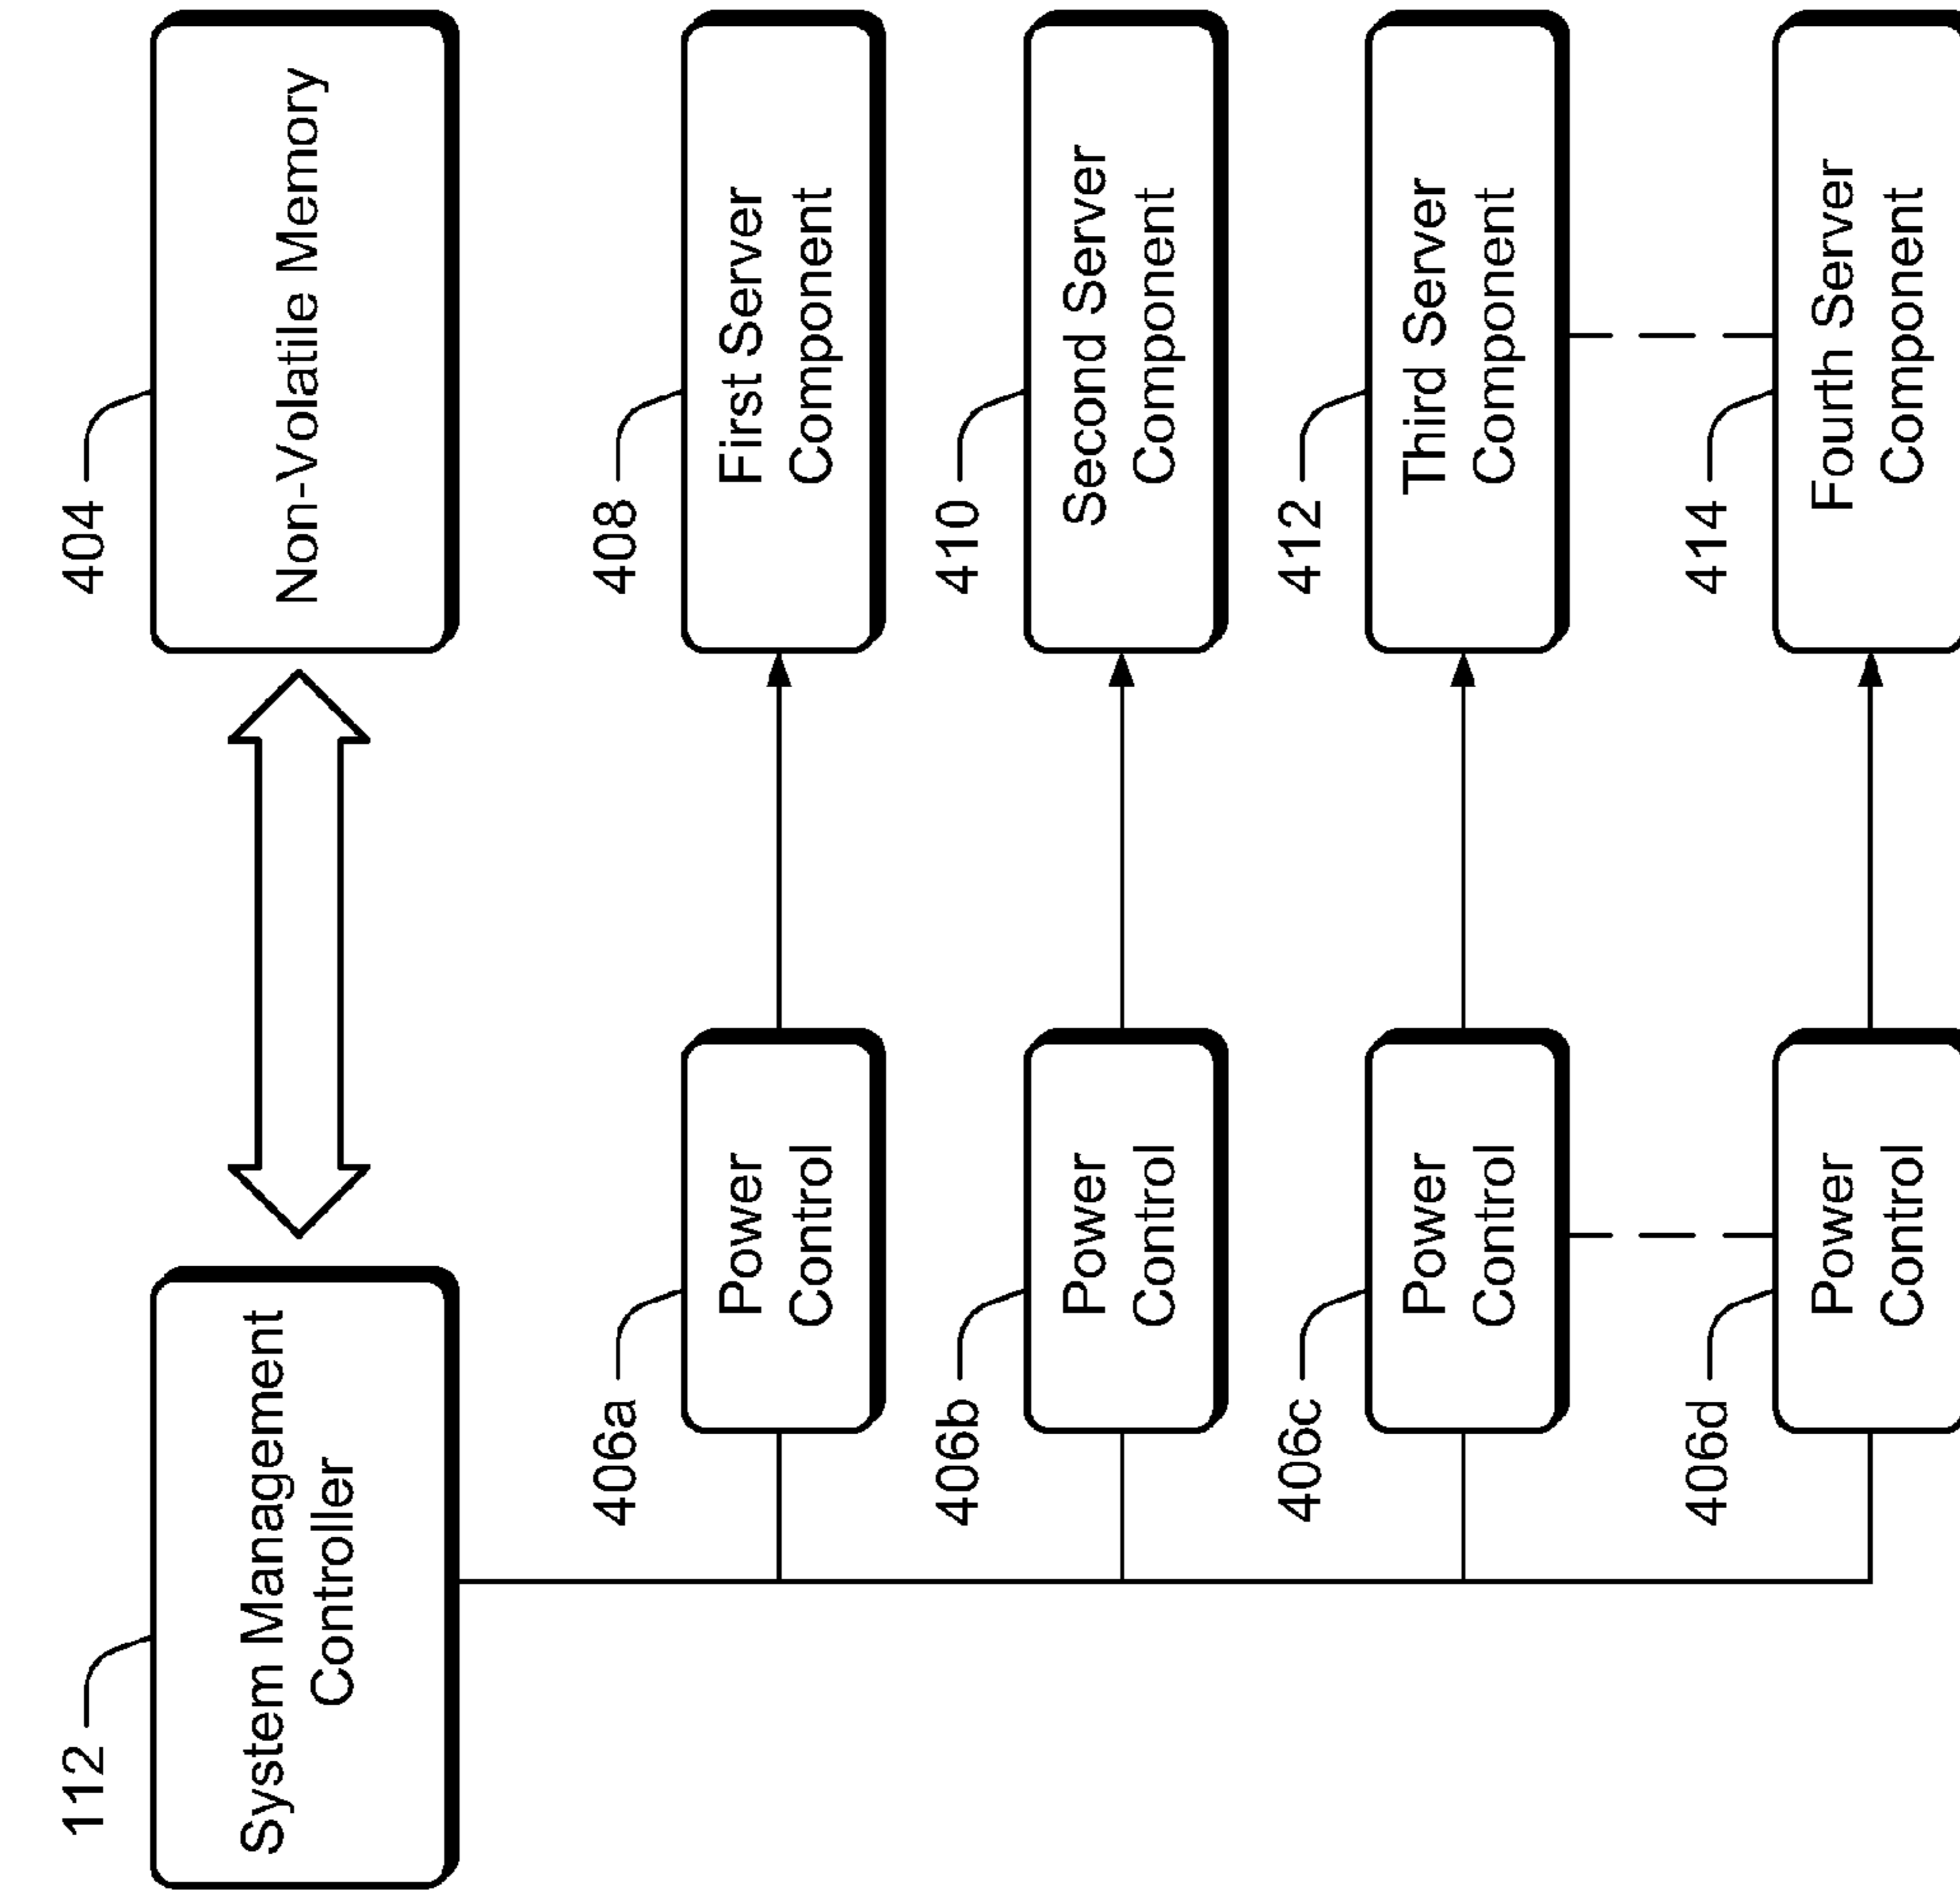 112
System Management
Controller
404
Non-Volatile Memory
406a
Power
Control
408
First Server
Component
406b
Power
Control
410
Second Server
Component
406c
Power
Control
412
Third Server
Component
406d
Power
Control
414
Fourth Server
Component